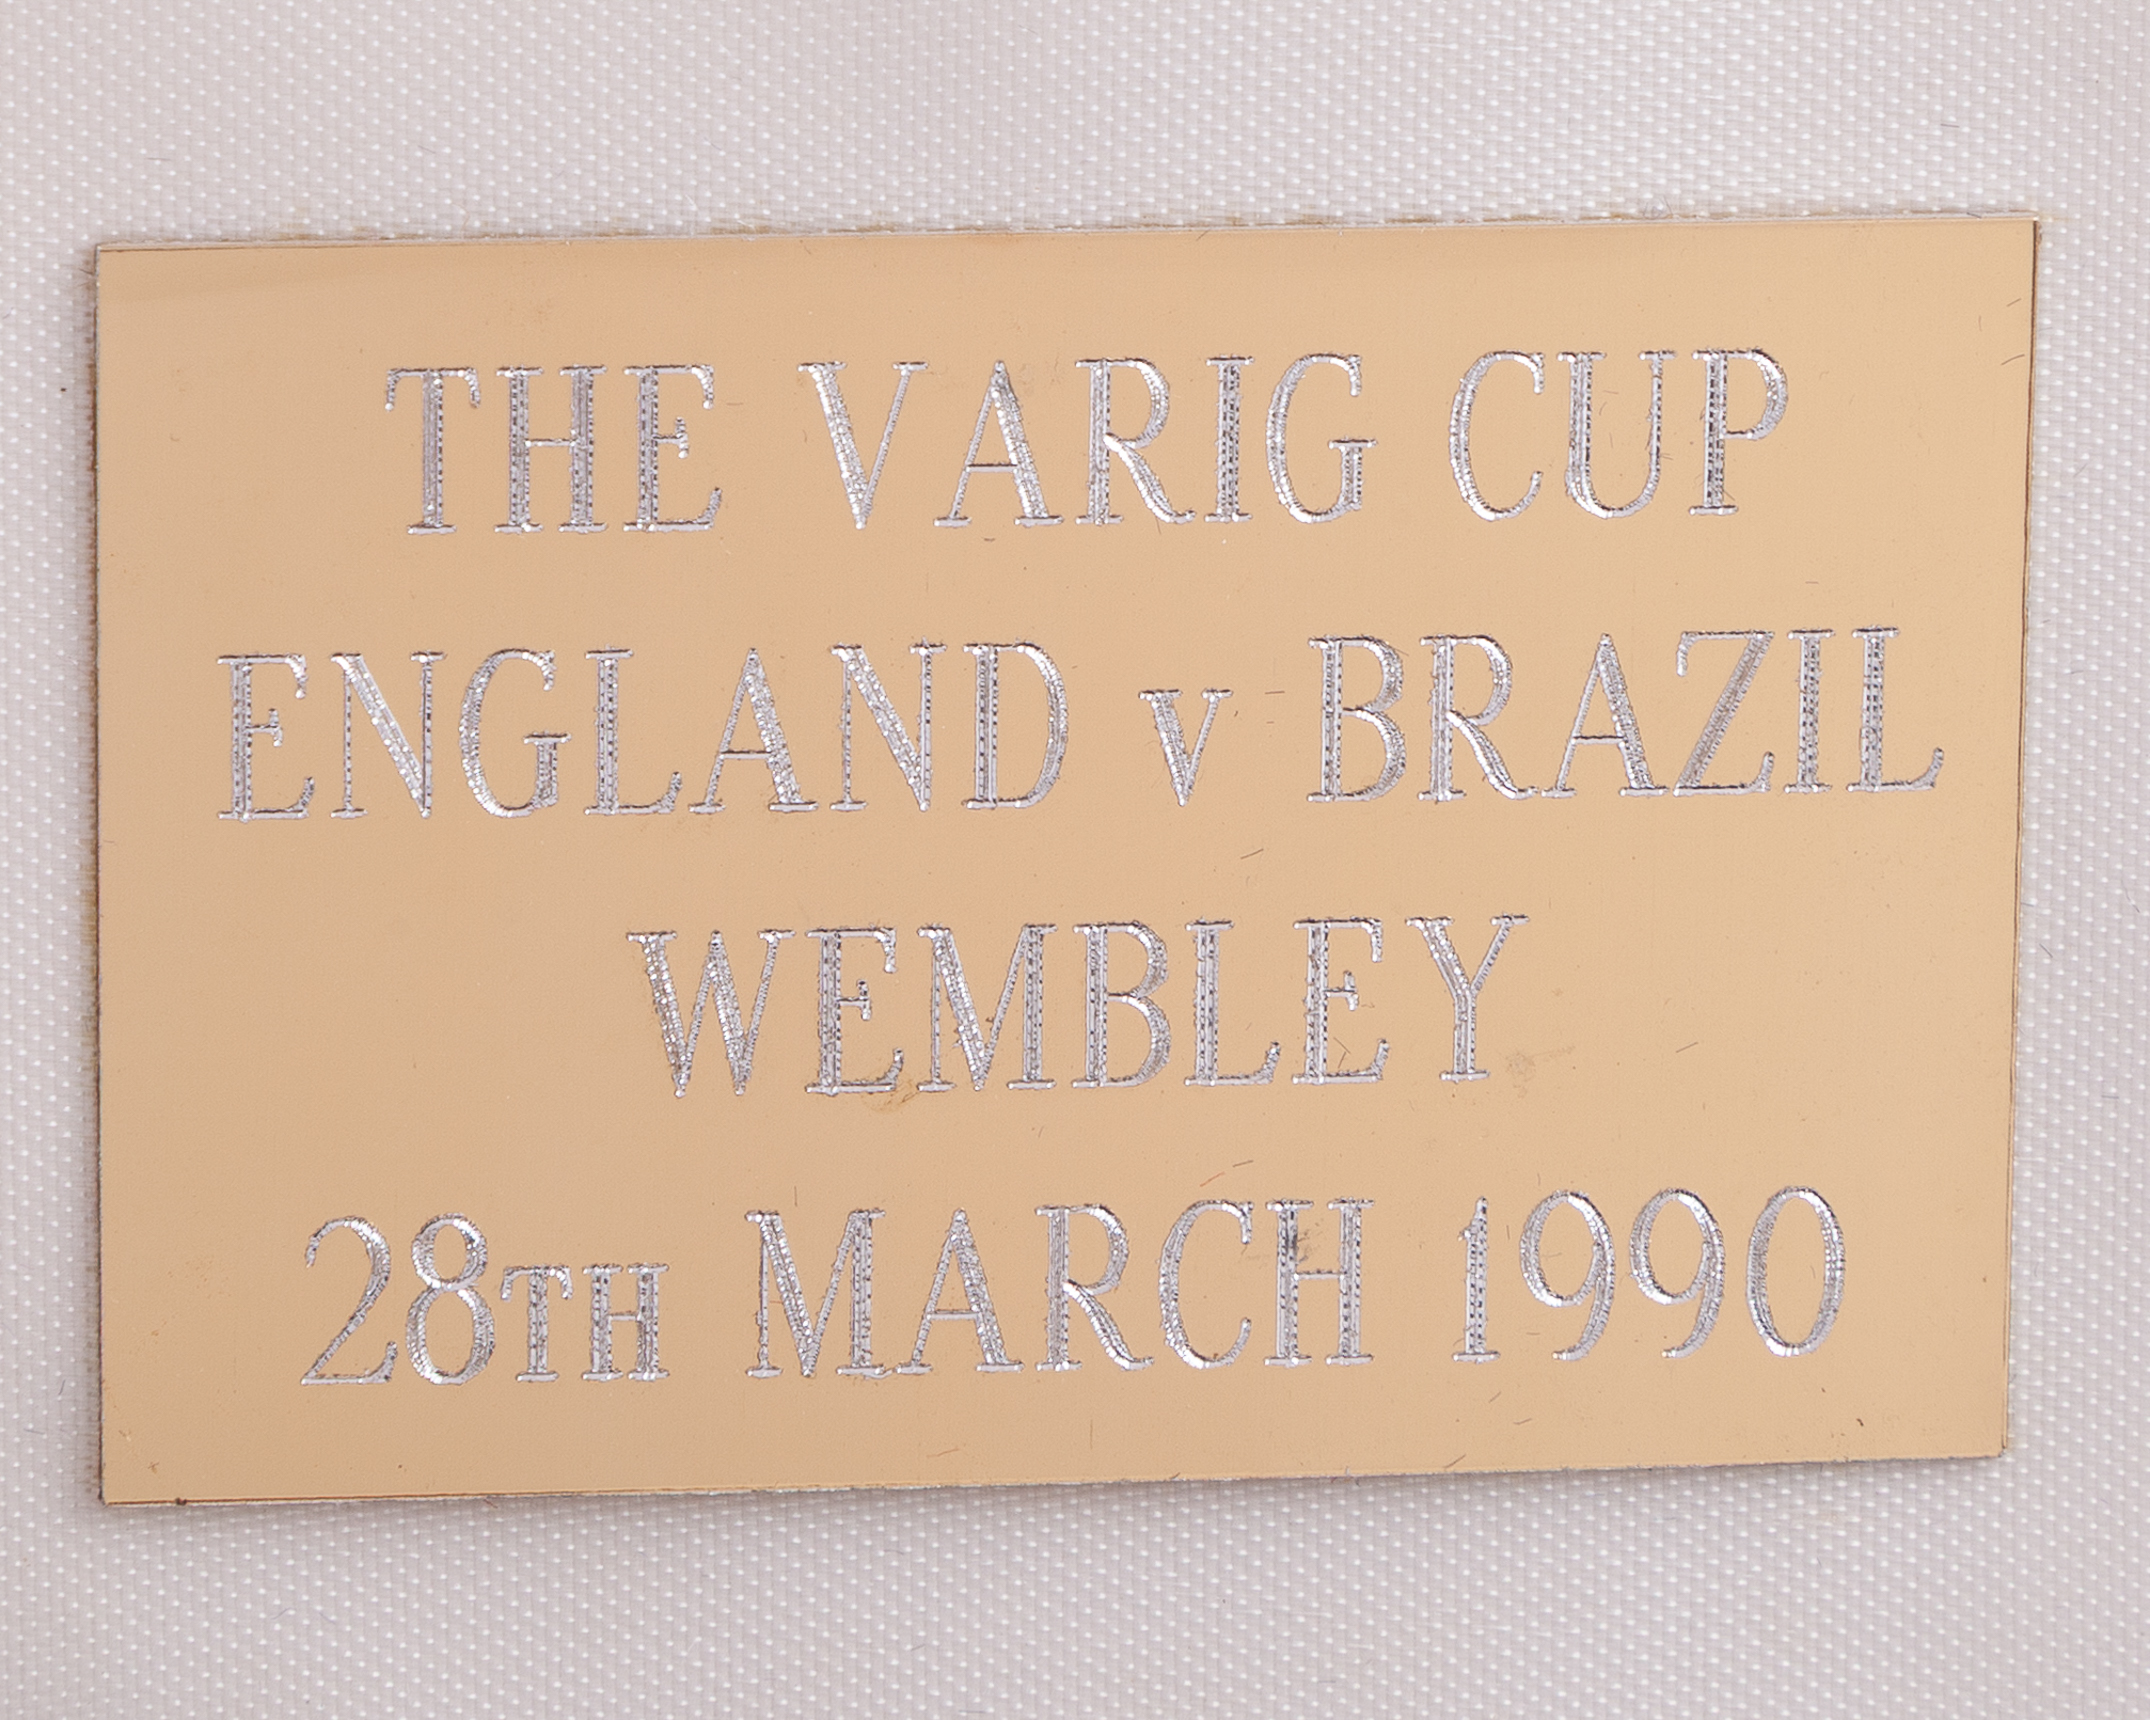 THE VARIG CUP
ENGLAND v BRAZIL
WEMBLEY
28TH MARCH 1990